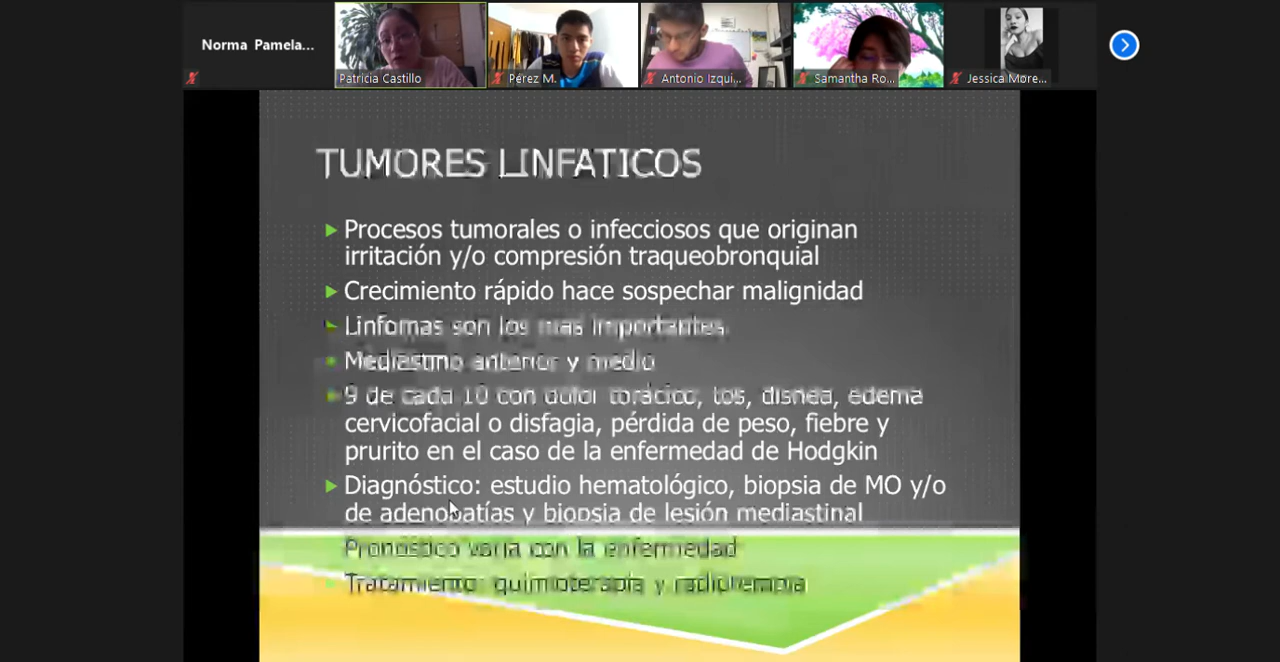 Norma Pamela...
Patricia Castillo
Pérez M.
Antonio Izqui...
Samantha Ro...
Jessica More...
TUMORES LINFATICOS
Procesos tumorales o infecciosos que originan
irritación y/o compresión traqueobronquial
Crecimiento rápido hace sospechar malignidad
Linfomas son los mas importantes.
Mediastino anterior y medio
9 de cada 10 con dolor torácico, tos, disnea, edema
cervicofacial o disfagia, pérdida de peso, fiebre y
prurito en el caso de la enfermedad de Hodgkin
Diagnóstico: estudio hematológico, biopsia de MO y/o
de adenopatías y biopsia de lesión mediastinal
Pronóstico varia con la enfermedad
Tratamiento: quimioterapia y radioterapia